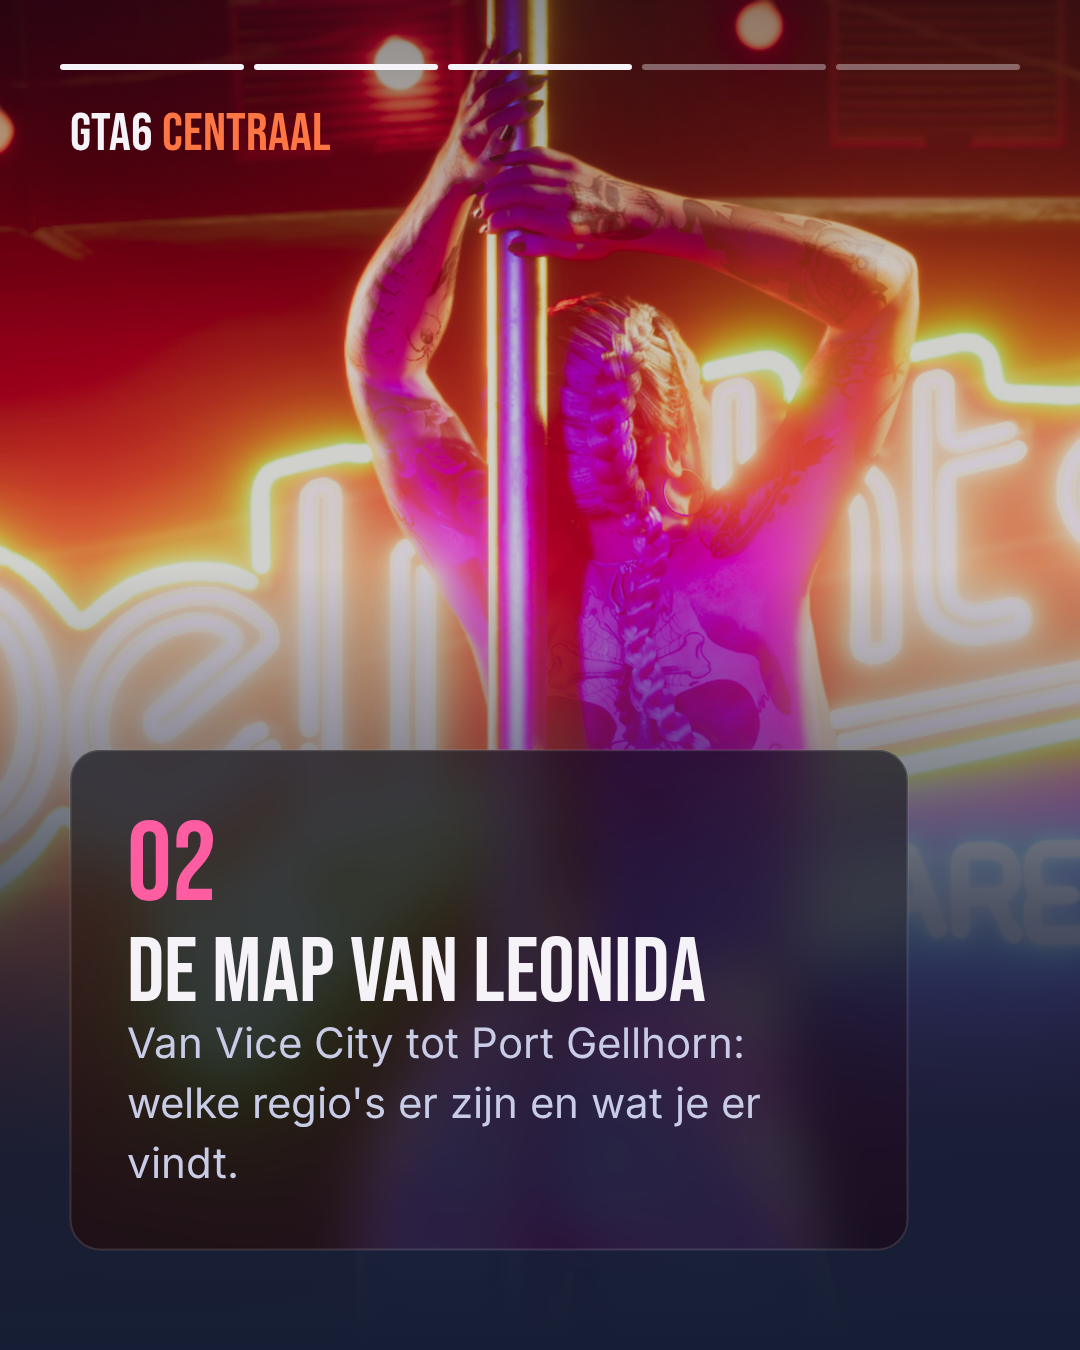 GTA6 CENTRAAL
02
DE MAP VAN LEONIDA
Van Vice City tot Port Gellhorn:
welke regio's er zijn en wat je er
vindt.